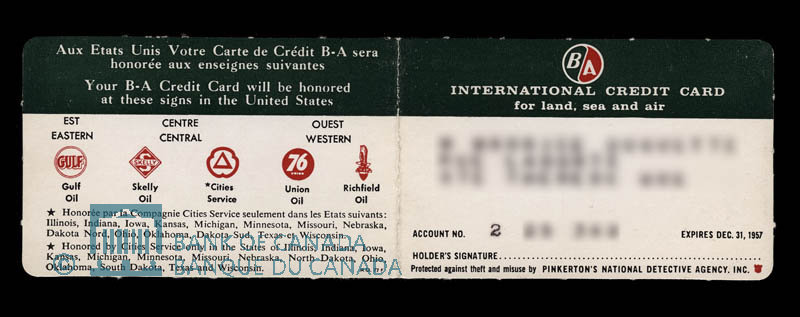 Aux Etats Unis Votre Carte de Crédit B-A sera
honorée aux enseignes suivantes
Your B-A Credit Card will be honored
at these signs in the United States
EST
EASTERN
CENTRE
CENTRAL
OUEST
WESTERN
GULF
SKELLY
76
UNION
Gulf
Oil
Skelly
Oil
*Cities
Service
Union
Oil
Richfield
Oil
★ Honorée par la Compagnie Cities Service seulement dans les Etats suivants:
Illinois, Indiana, Iowa, Kansas, Michigan, Minnesota, Missouri, Nebraska,
Dakota Nord, Ohio, Oklahoma, Dakota Sud, Texas et Wisconsin.
★ Honored by Cities Service only in the States of Illinois, Indiana, Iowa,
Kansas, Michigan, Minnesota, Missouri, Nebraska, North Dakota, Ohio,
Oklahoma, South Dakota, Texas and Wisconsin.
© BANK OF CANADA
BANQUE DU CANADA
BA
INTERNATIONAL CREDIT CARD
for land, sea and air
ACCOUNT NO. 2
EXPIRES DEC. 31, 1957
HOLDER'S SIGNATURE
Protected against theft and misuse by PINKERTON'S NATIONAL DETECTIVE AGENCY, INC.